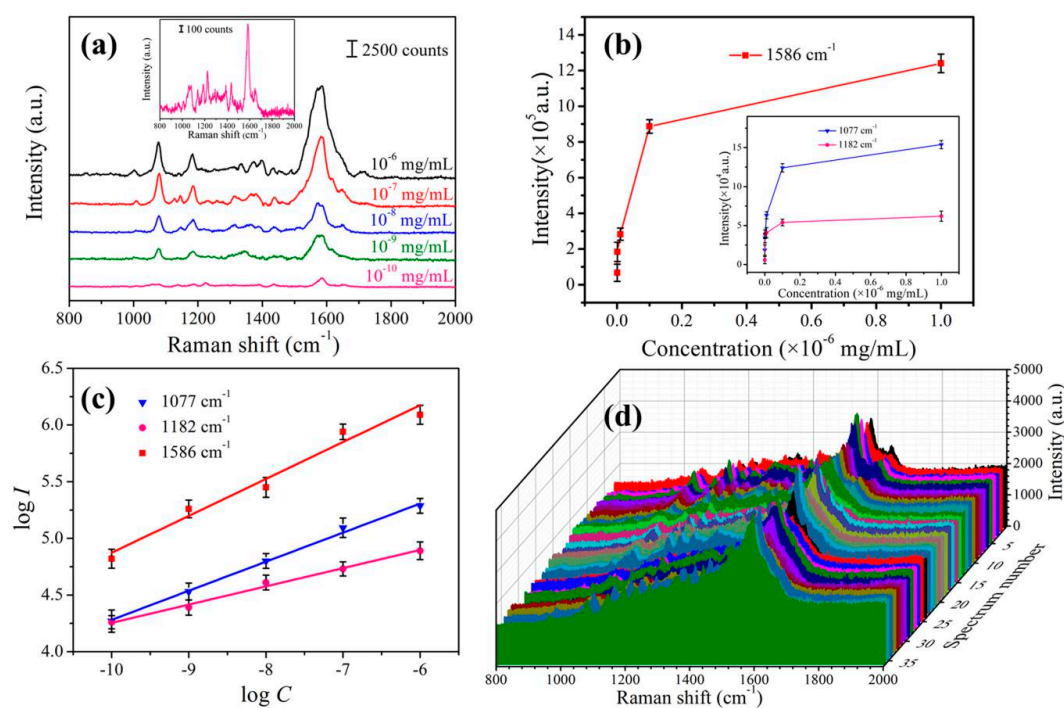 (a)
100 counts
2500 counts
Intensity (a.u.)
800 1000 1200 1400 1600 1800 2000
Raman shift (cm⁻¹)
10⁻⁶ mg/mL
10⁻⁷ mg/mL
10⁻⁸ mg/mL
10⁻⁹ mg/mL
10⁻¹⁰ mg/mL
Intensity (a.u.)
800 1000 1200 1400 1600 1800 2000
Raman shift (cm⁻¹)
(b)
1586 cm⁻¹
14
12
10
8
6
4
2
0
Intensity(×10⁵a.u.)
1077 cm⁻¹
1182 cm⁻¹
15.0
10.0
5.0
0.0
0.0 0.2 0.4 0.6 0.8 1.0
Concentration (×10⁻⁶ mg/mL)
0.0 0.2 0.4 0.6 0.8 1.0
Concentration (×10⁻⁶ mg/mL)
(c)
1077 cm⁻¹
1182 cm⁻¹
1586 cm⁻¹
6.5
6.0
5.5
5.0
4.5
4.0
log I
-10 -9 -8 -7 -6
log C
(d)
5000
4000
3000
2000
1000
0
Intensity (a.u.)
5
10
15
20
25
30
35
Spectrum number
800 1000 1200 1400 1600 1800 2000
Raman shift (cm⁻¹)